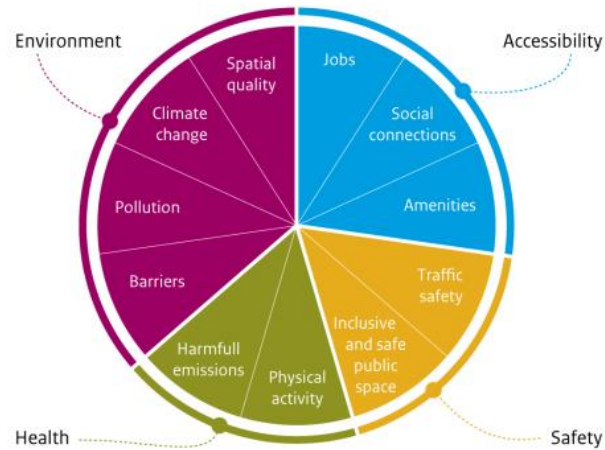 Environment
Accessibility
Spatial
quality
Jobs
Climate
change
Social
connections
Pollution
Amenities
Barriers
Traffic
safety
Harmfull
emissions
Physical
activity
Inclusive
and safe
public
space
Health
Safety